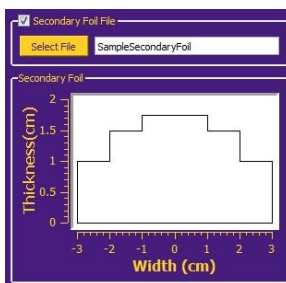 Secondary Foil File
Select File SampleSecondaryFoil
Secondary Foil
Thickness(cm)
2
1.5
1
0.5
0
-3 -2 -1 0 1 2 3
Width (cm)